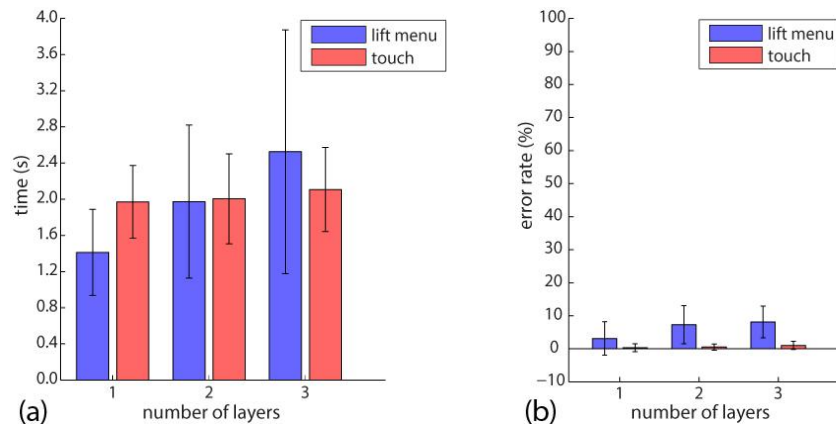 4.0
3.6
3.2
2.8
2.4
2.0
1.6
1.2
0.8
0.4
0.0
time (s)
lift menu
touch
1 2 3
number of layers
(a)
100
90
80
70
60
50
40
30
20
10
0
−10
error rate (%)
lift menu
touch
1 2 3
number of layers
(b)